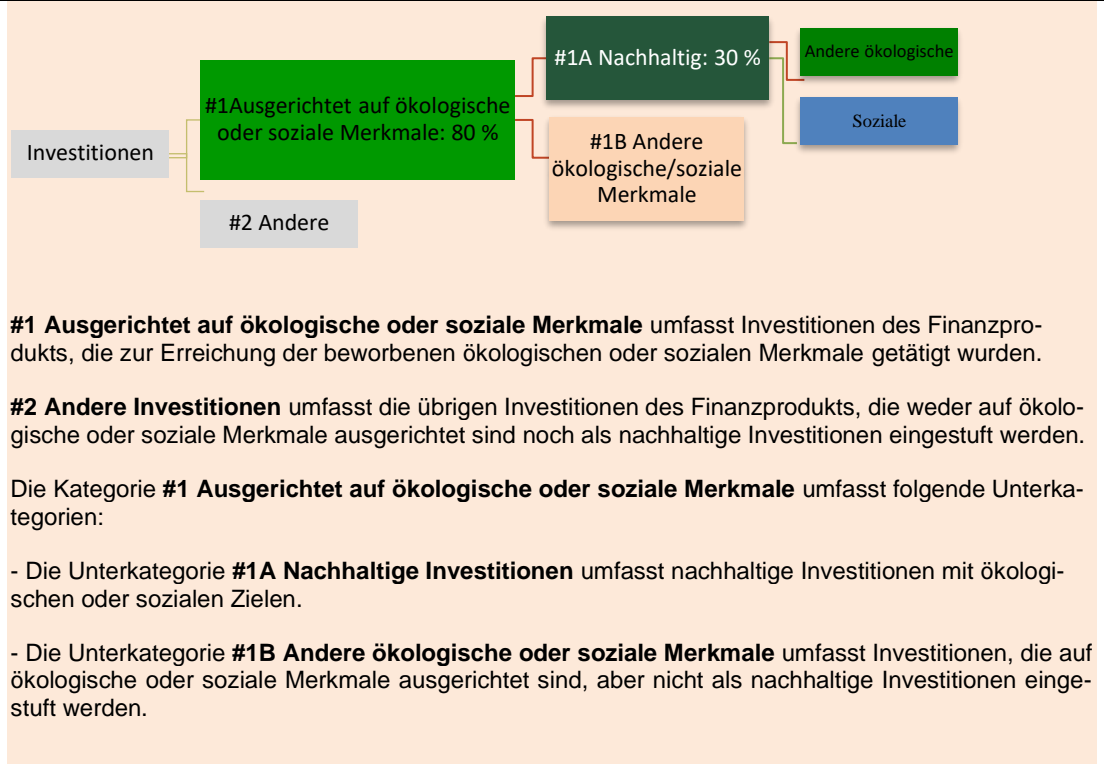 Investitionen
#1Ausgerichtet auf ökologische
oder soziale Merkmale: 80 %
#2 Andere
#1A Nachhaltig: 30 %
#1B Andere
ökologische/soziale
Merkmale
Andere ökologische
Soziale
#1 Ausgerichtet auf ökologische oder soziale Merkmale umfasst Investitionen des Finanzpro-
dukts, die zur Erreichung der beworbenen ökologischen oder sozialen Merkmale getätigt wurden.
#2 Andere Investitionen umfasst die übrigen Investitionen des Finanzprodukts, die weder auf ökolo-
gische oder soziale Merkmale ausgerichtet sind noch als nachhaltige Investitionen eingestuft werden.
Die Kategorie #1 Ausgerichtet auf ökologische oder soziale Merkmale umfasst folgende Unterka-
tegorien:
- Die Unterkategorie #1A Nachhaltige Investitionen umfasst nachhaltige Investitionen mit ökologi-
schen oder sozialen Zielen.
- Die Unterkategorie #1B Andere ökologische oder soziale Merkmale umfasst Investitionen, die auf
ökologische oder soziale Merkmale ausgerichtet sind, aber nicht als nachhaltige Investitionen einge-
stuft werden.